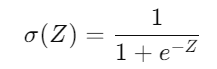 σ(Z) = 1 / (1 + e^{-Z})